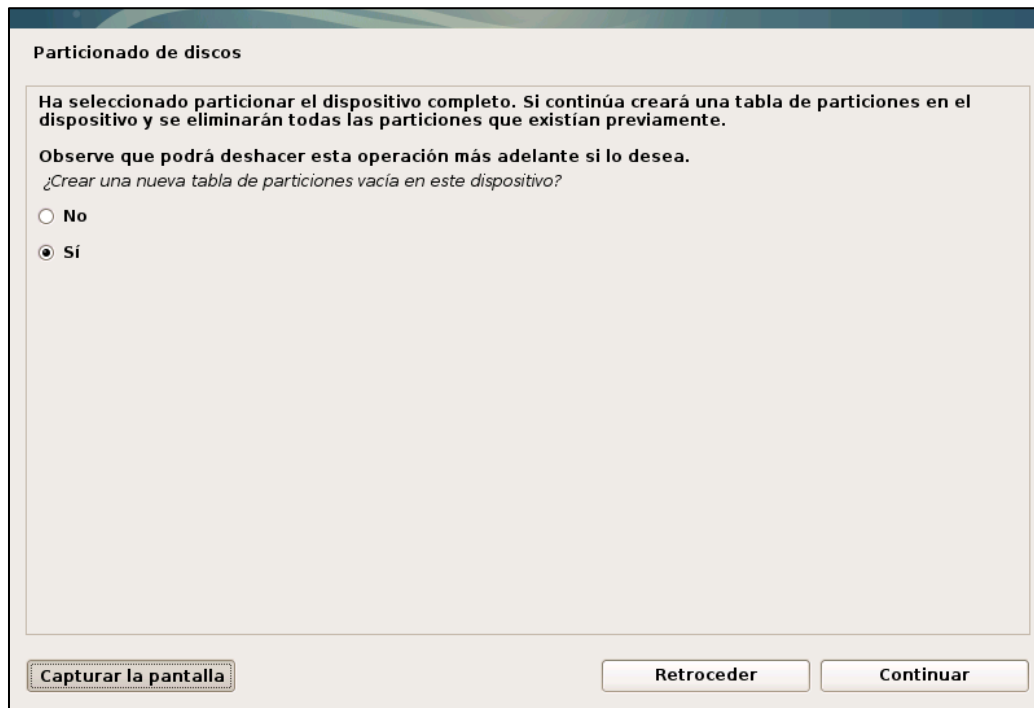 Particionado de discos
Ha seleccionado particionar el dispositivo completo. Si continúa creará una tabla de particiones en el
dispositivo y se eliminarán todas las particiones que existían previamente.
Observe que podrá deshacer esta operación más adelante si lo desea.
¿Crear una nueva tabla de particiones vacía en este dispositivo?
No
Sí
Capturar la pantalla
Retroceder
Continuar